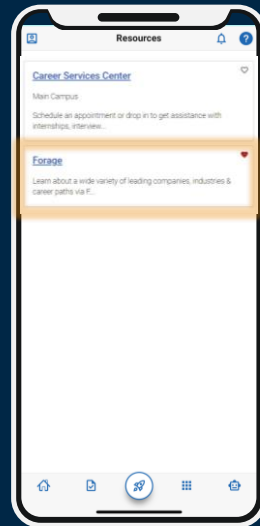 Resources
?
Career Services Center
Main Campus
Schedule an appointment or drop in to get assistance with
internships, interview...
Forage
Learn about a wide variety of leading companies, industries &
career paths via F...